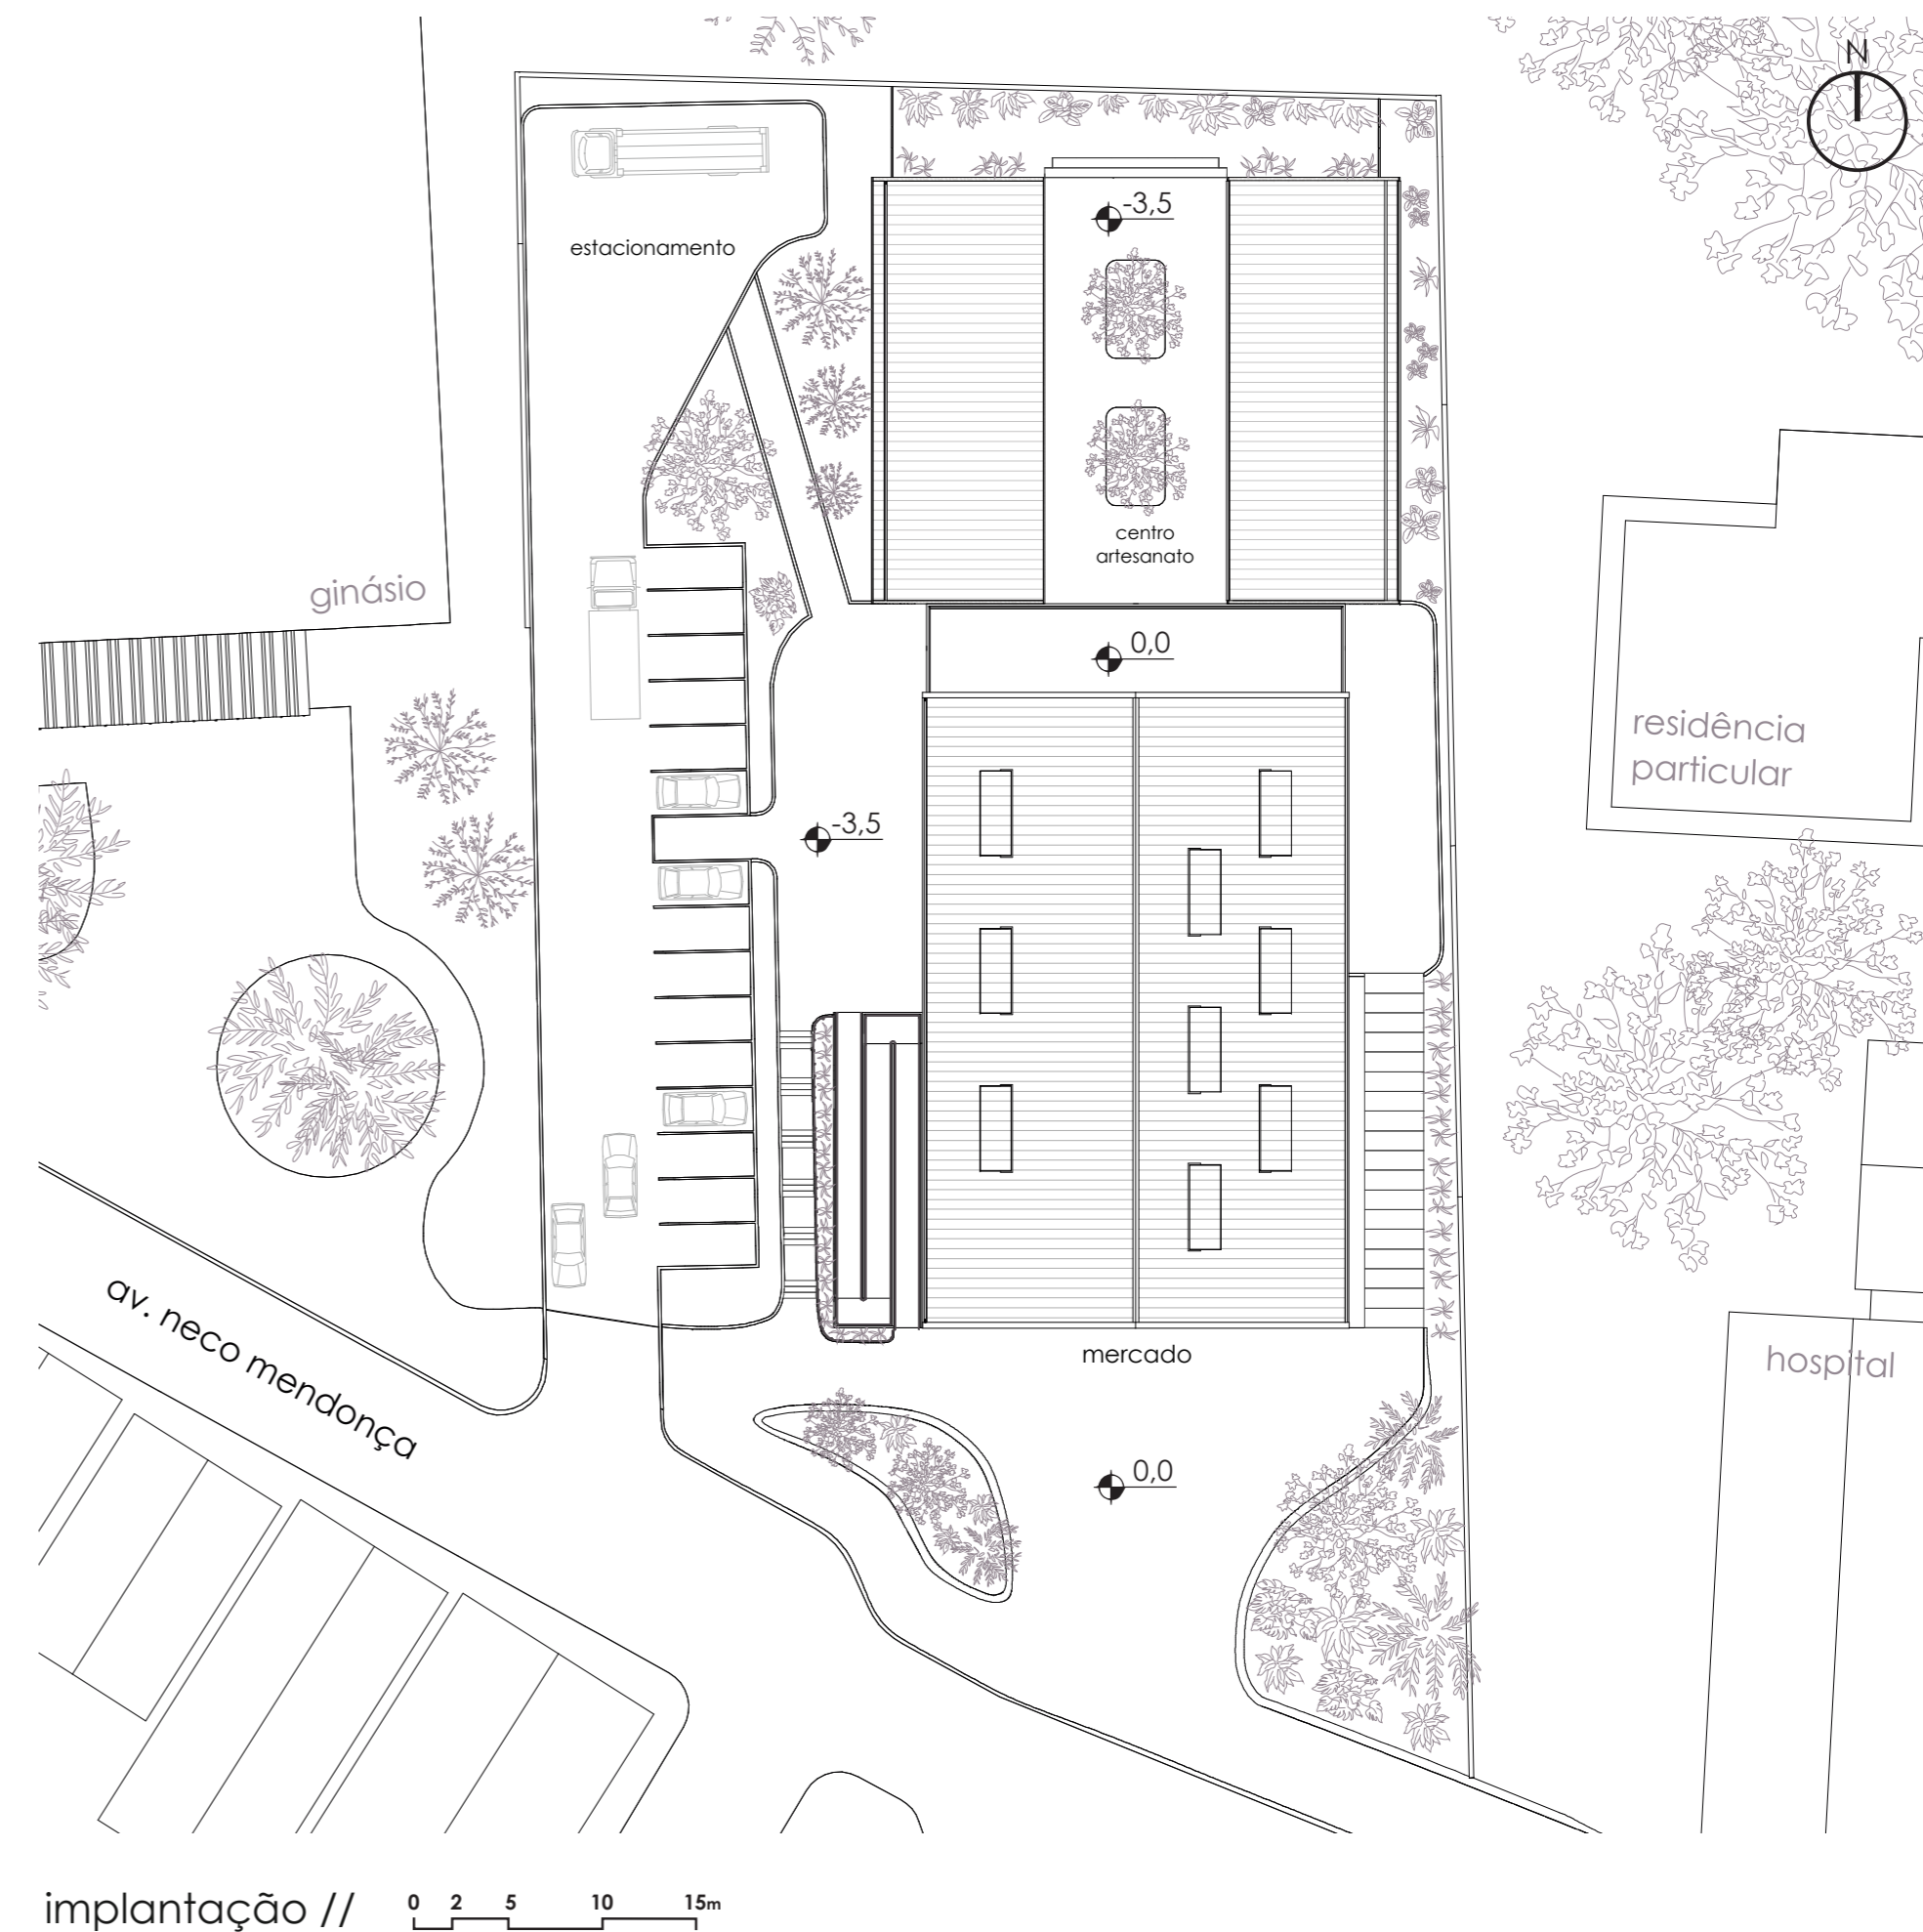 N
-3,5
estacionamento
centro
artesanato
ginásio
0,0
residência
particular
-3,5
av. neco mendonça
mercado
hospital
0,0
implantação //
0 2 5 10 15m